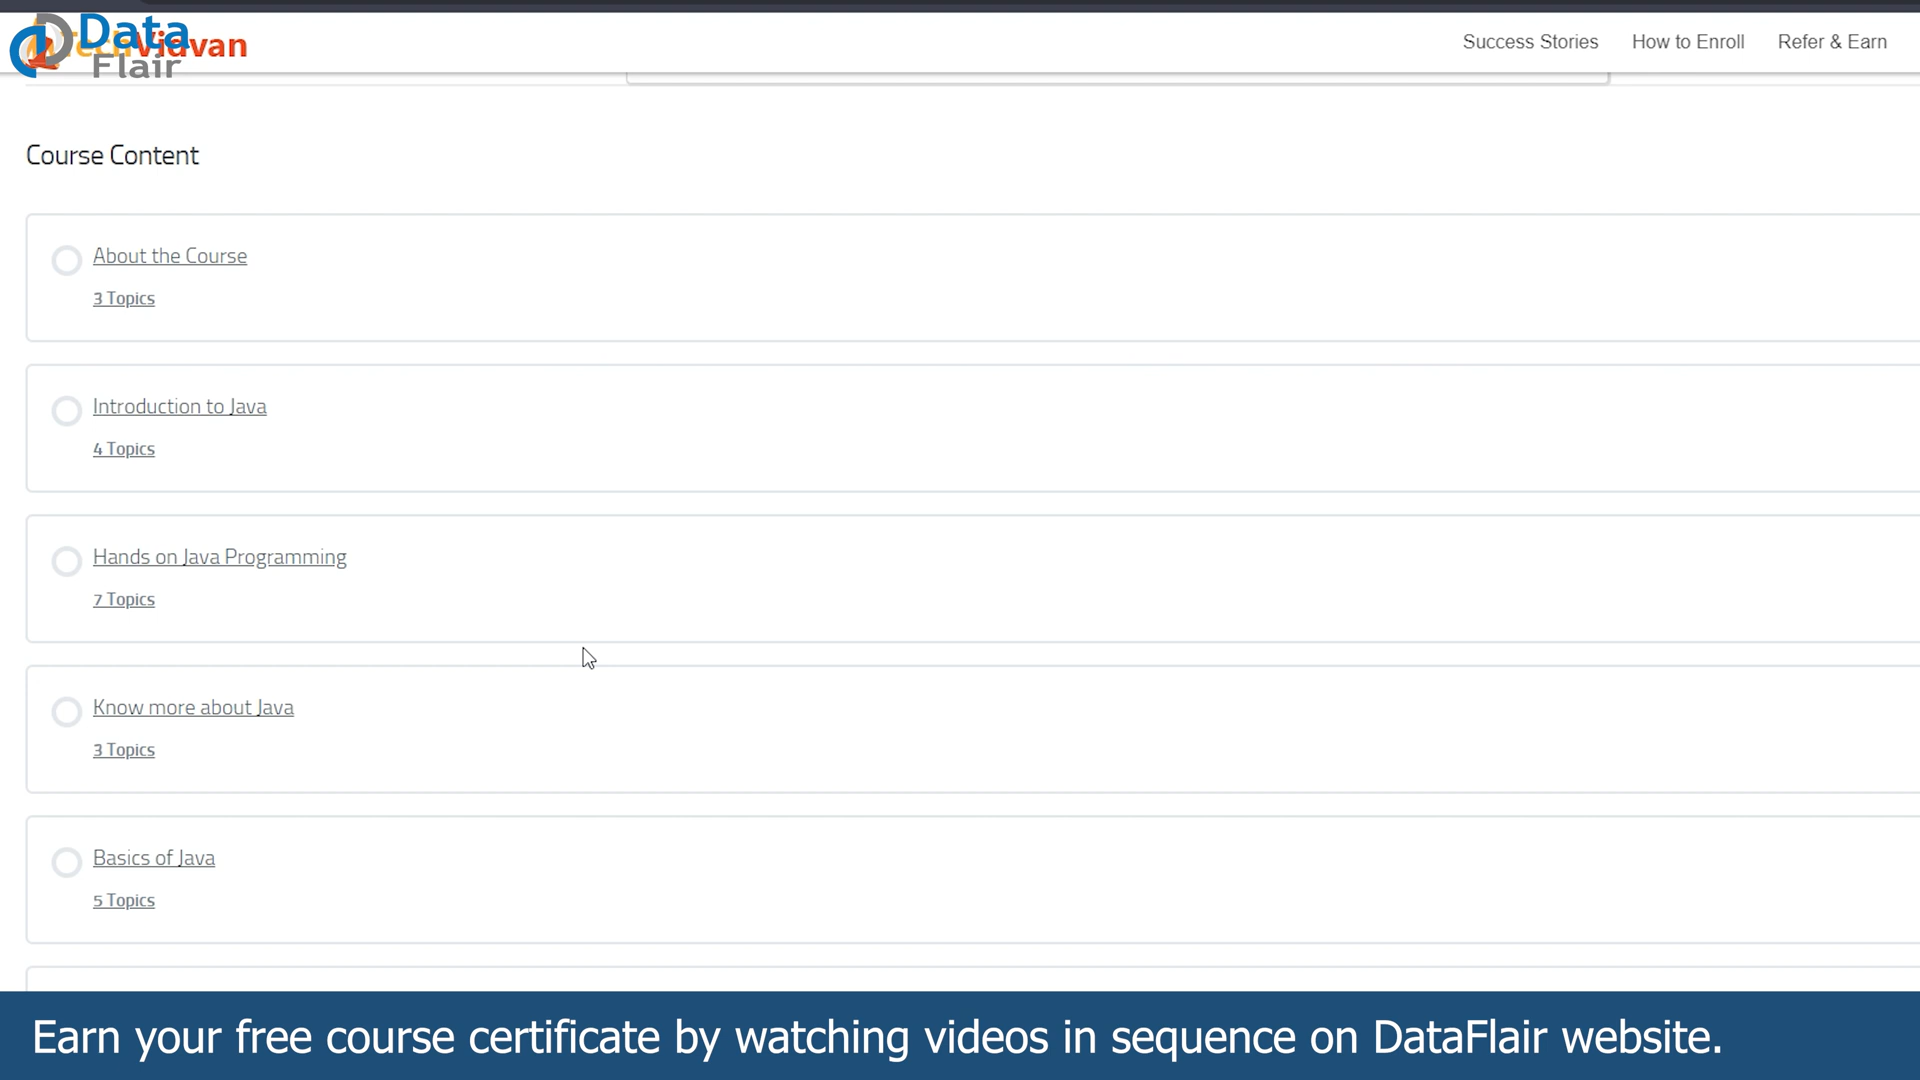 Data
Flair
TechVidvan
Success Stories How to Enroll Refer & Earn
Course Content
About the Course
3 Topics
Introduction to Java
4 Topics
Hands on Java Programming
7 Topics
Know more about Java
3 Topics
Basics of Java
5 Topics
Earn your free course certificate by watching videos in sequence on DataFlair website.